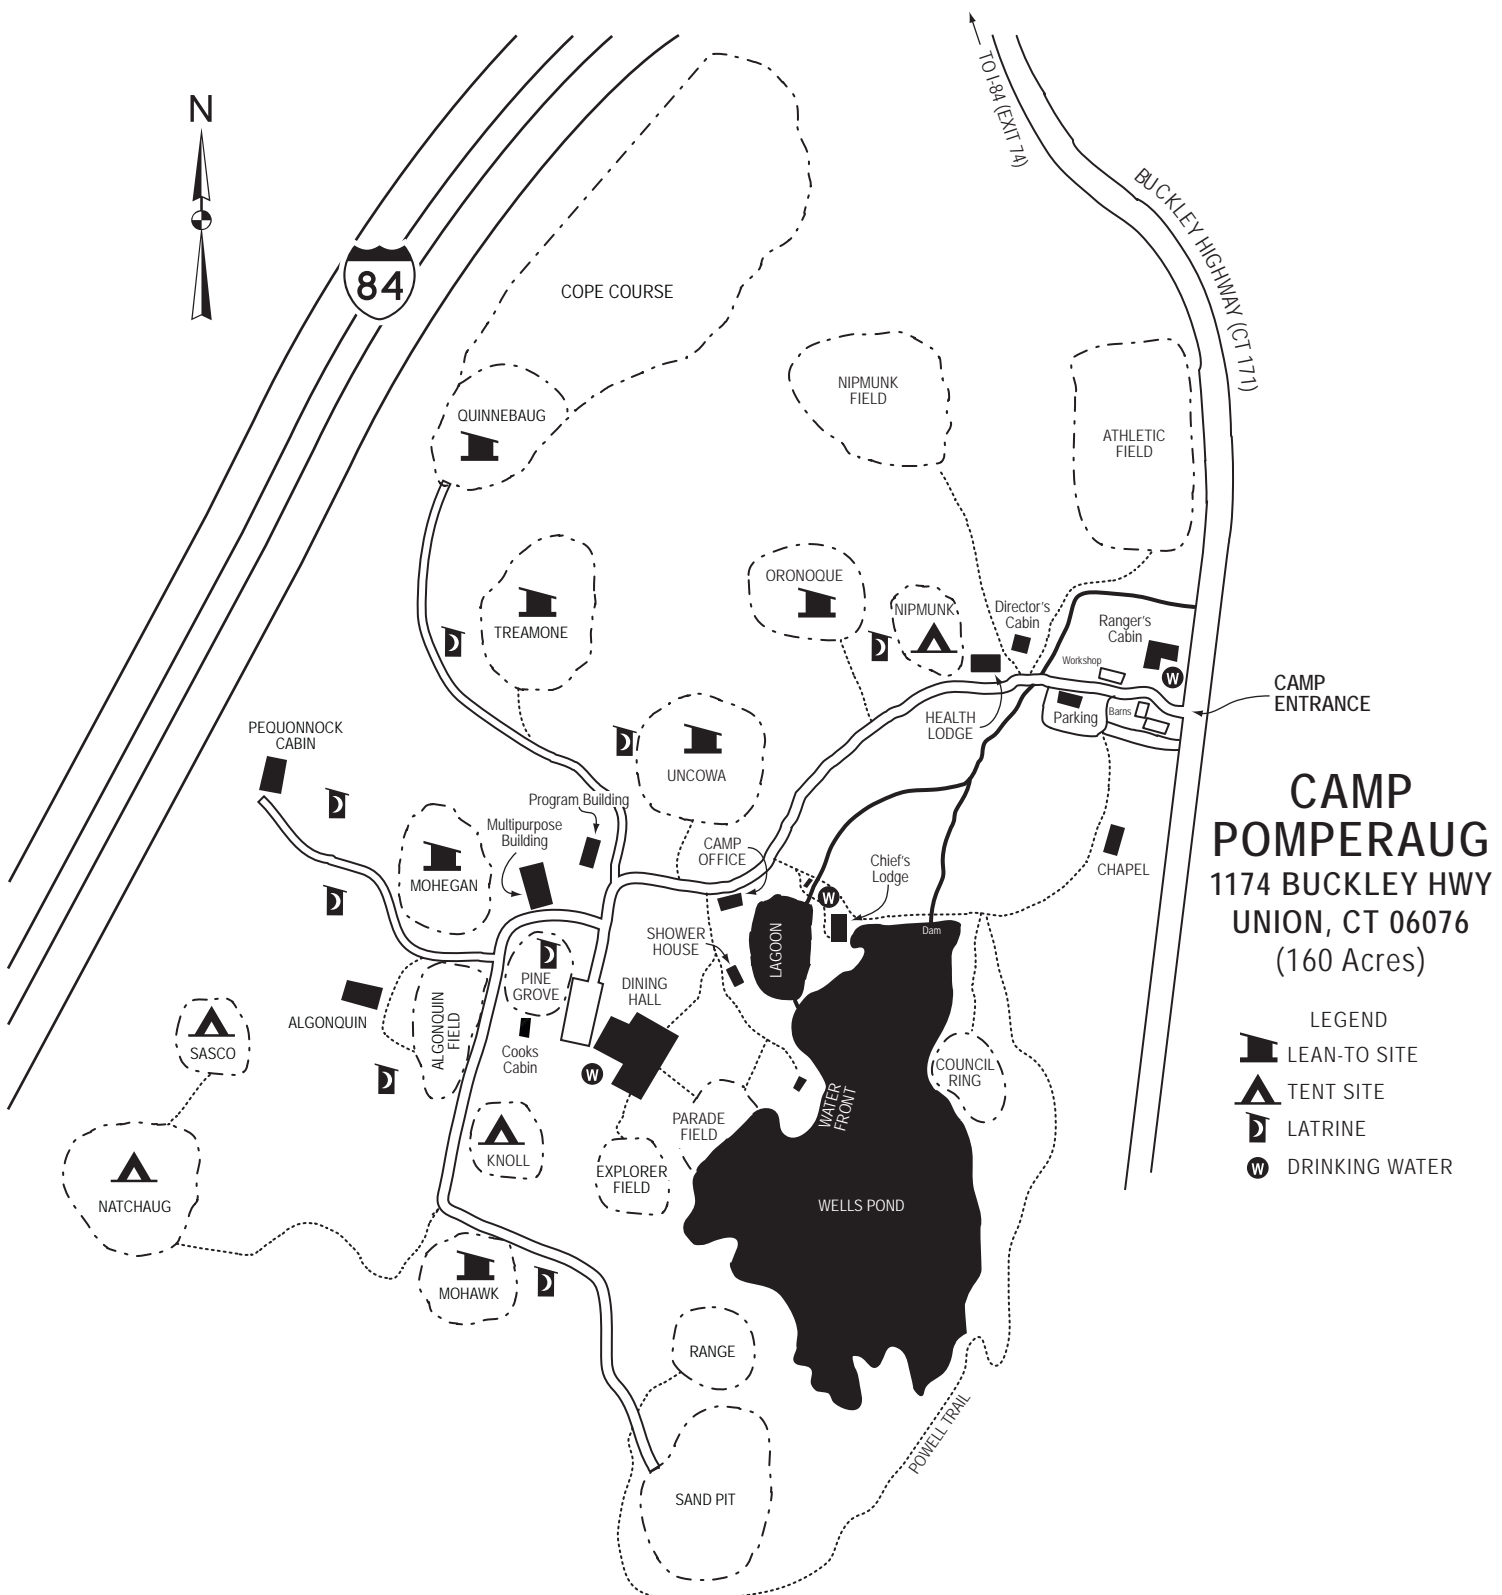 N
TO I-84 (EXIT 74)
BUCKLEY HIGHWAY (CT 171)
84
COPE COURSE
NIPMUNK
FIELD
QUINNEBAUG
ATHLETIC
FIELD
ORONOQUE
NIPMUNK
Director's
Cabin
Ranger's
Cabin
TREAMONE
Workshop
W
CAMP
ENTRANCE
HEALTH
LODGE
Parking
Barns
PEQUONNOCK
CABIN
UNCOWA
Program Building
Multipurpose
Building
CAMP
OFFICE
Chief's
Lodge
CHAPEL
CAMP
POMPERAUG
1174 BUCKLEY HWY
UNION, CT 06076
(160 Acres)
MOHEGAN
W
SHOWER
HOUSE
LAGOON
Dam
PINE
GROVE
DINING
HALL
ALGONQUIN
ALGONQUIN
FIELD
SASCO
Cooks
Cabin
W
COUNCIL
RING
WATER
FRONT
PARADE
FIELD
KNOLL
EXPLORER
FIELD
NATCHAUG
WELLS POND
MOHAWK
RANGE
POWELL TRAIL
SAND PIT
LEGEND
LEAN-TO SITE
TENT SITE
LATRINE
W DRINKING WATER